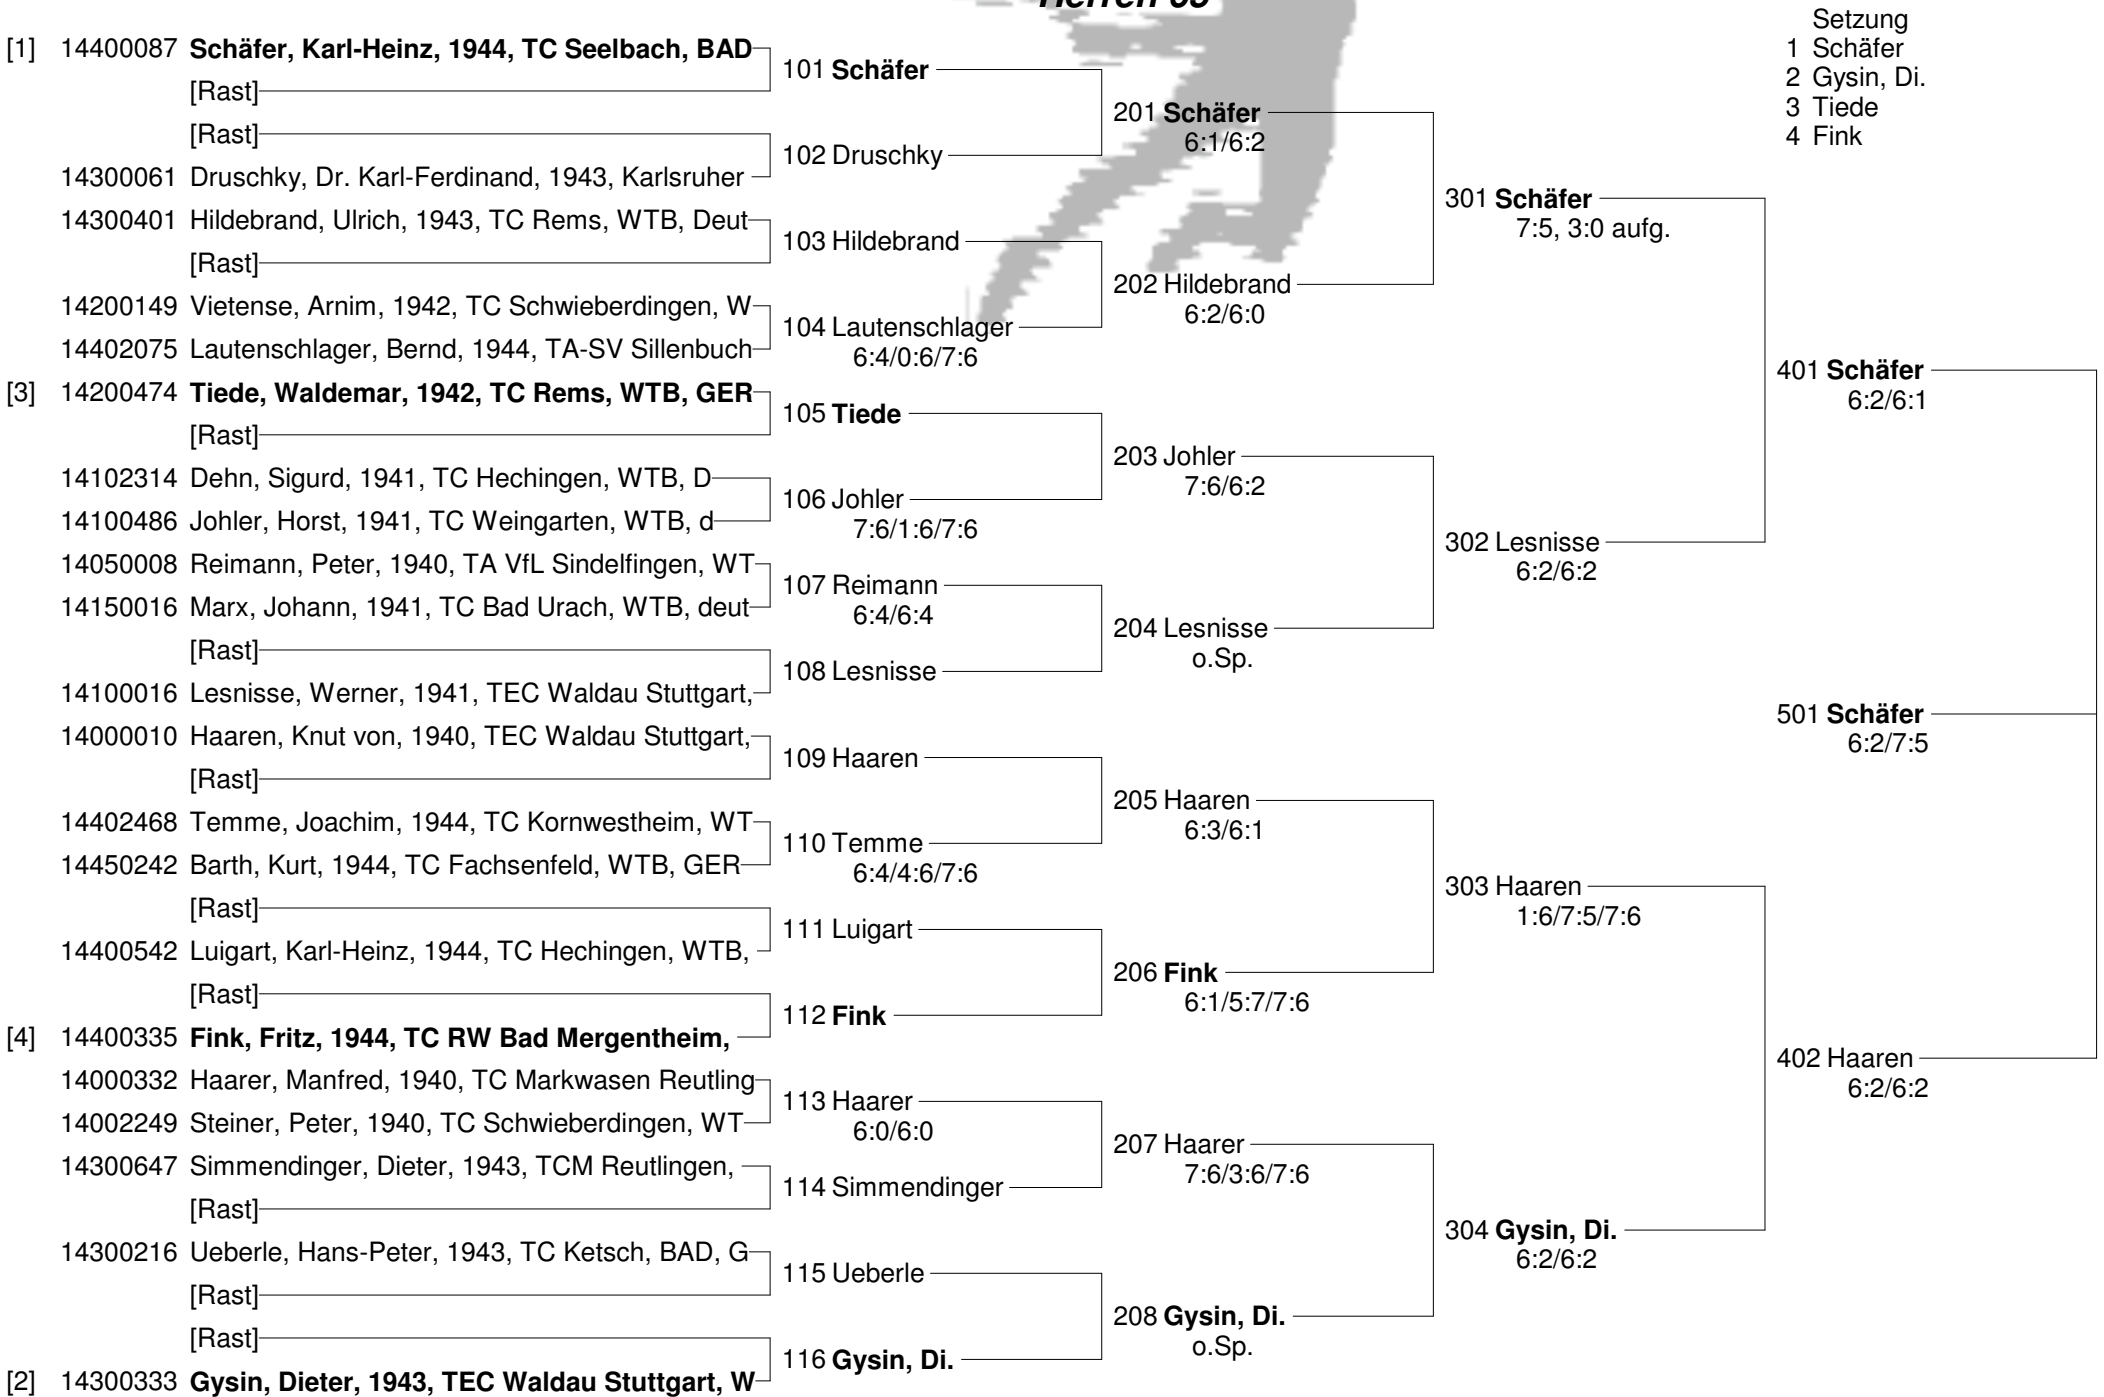 Setzung
1 Schäfer
2 Gysin, Di.
3 Tiede
4 Fink
[1] 14400087 Schäfer, Karl-Heinz, 1944, TC Seelbach, BAD
[Rast]
[Rast]
14300061 Druschky, Dr. Karl-Ferdinand, 1943, Karlsruher
14300401 Hildebrand, Ulrich, 1943, TC Rems, WTB, Deut
[Rast]
14200149 Vietense, Arnim, 1942, TC Schwieberdingen, W
14402075 Lautenschlager, Bernd, 1944, TA-SV Sillenbuch
[3] 14200474 Tiede, Waldemar, 1942, TC Rems, WTB, GER
[Rast]
14102314 Dehn, Sigurd, 1941, TC Hechingen, WTB, D
14100486 Johler, Horst, 1941, TC Weingarten, WTB, d
14050008 Reimann, Peter, 1940, TA VfL Sindelfingen, WT
14150016 Marx, Johann, 1941, TC Bad Urach, WTB, deut
[Rast]
14100016 Lesnisse, Werner, 1941, TEC Waldau Stuttgart,
14000010 Haaren, Knut von, 1940, TEC Waldau Stuttgart,
[Rast]
14402468 Temme, Joachim, 1944, TC Kornwestheim, WT
14450242 Barth, Kurt, 1944, TC Fachsenfeld, WTB, GER
[Rast]
14400542 Luigart, Karl-Heinz, 1944, TC Hechingen, WTB,
[Rast]
[4] 14400335 Fink, Fritz, 1944, TC RW Bad Mergentheim,
14000332 Haarer, Manfred, 1940, TC Markwasen Reutling
14002249 Steiner, Peter, 1940, TC Schwieberdingen, WT
14300647 Simmendinger, Dieter, 1943, TCM Reutlingen,
[Rast]
14300216 Ueberle, Hans-Peter, 1943, TC Ketsch, BAD, G
[Rast]
[Rast]
[2] 14300333 Gysin, Dieter, 1943, TEC Waldau Stuttgart, W
101 Schäfer
102 Druschky
103 Hildebrand
104 Lautenschlager
6:4/0:6/7:6
105 Tiede
106 Johler
7:6/1:6/7:6
107 Reimann
6:4/6:4
108 Lesnisse
109 Haaren
110 Temme
6:4/4:6/7:6
111 Luigart
112 Fink
113 Haarer
6:0/6:0
114 Simmendinger
115 Ueberle
116 Gysin, Di.
201 Schäfer
6:1/6:2
202 Hildebrand
6:2/6:0
203 Johler
7:6/6:2
204 Lesnisse
o.Sp.
205 Haaren
6:3/6:1
206 Fink
6:1/5:7/7:6
207 Haarer
7:6/3:6/7:6
208 Gysin, Di.
o.Sp.
301 Schäfer
7:5, 3:0 aufg.
302 Lesnisse
6:2/6:2
303 Haaren
1:6/7:5/7:6
304 Gysin, Di.
6:2/6:2
401 Schäfer
6:2/6:1
402 Haaren
6:2/6:2
501 Schäfer
6:2/7:5